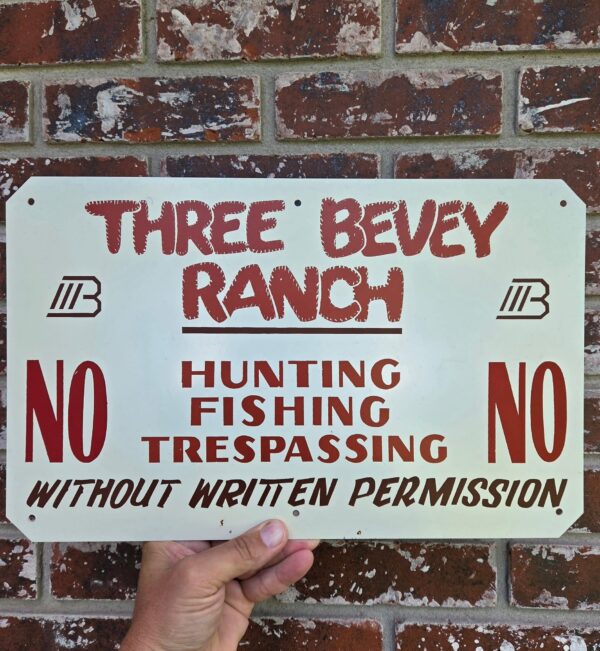 THREE BEVEY
RANCH
NO HUNTING NO
FISHING
TRESPASSING
WITHOUT WRITTEN PERMISSION